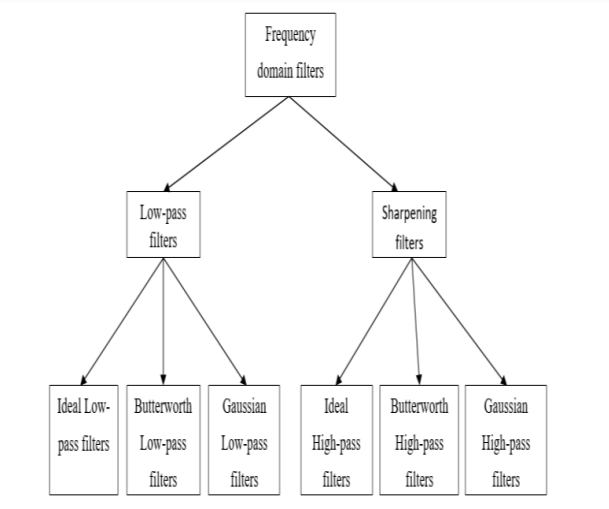 Frequency
domain filters
Low-pass
filters
Sharpening
filters
Ideal Low-
pass filters
Butterworth
Low-pass
filters
Gaussian
Low-pass
filters
Ideal
High-pass
filters
Butterworth
High-pass
filters
Gaussian
High-pass
filters